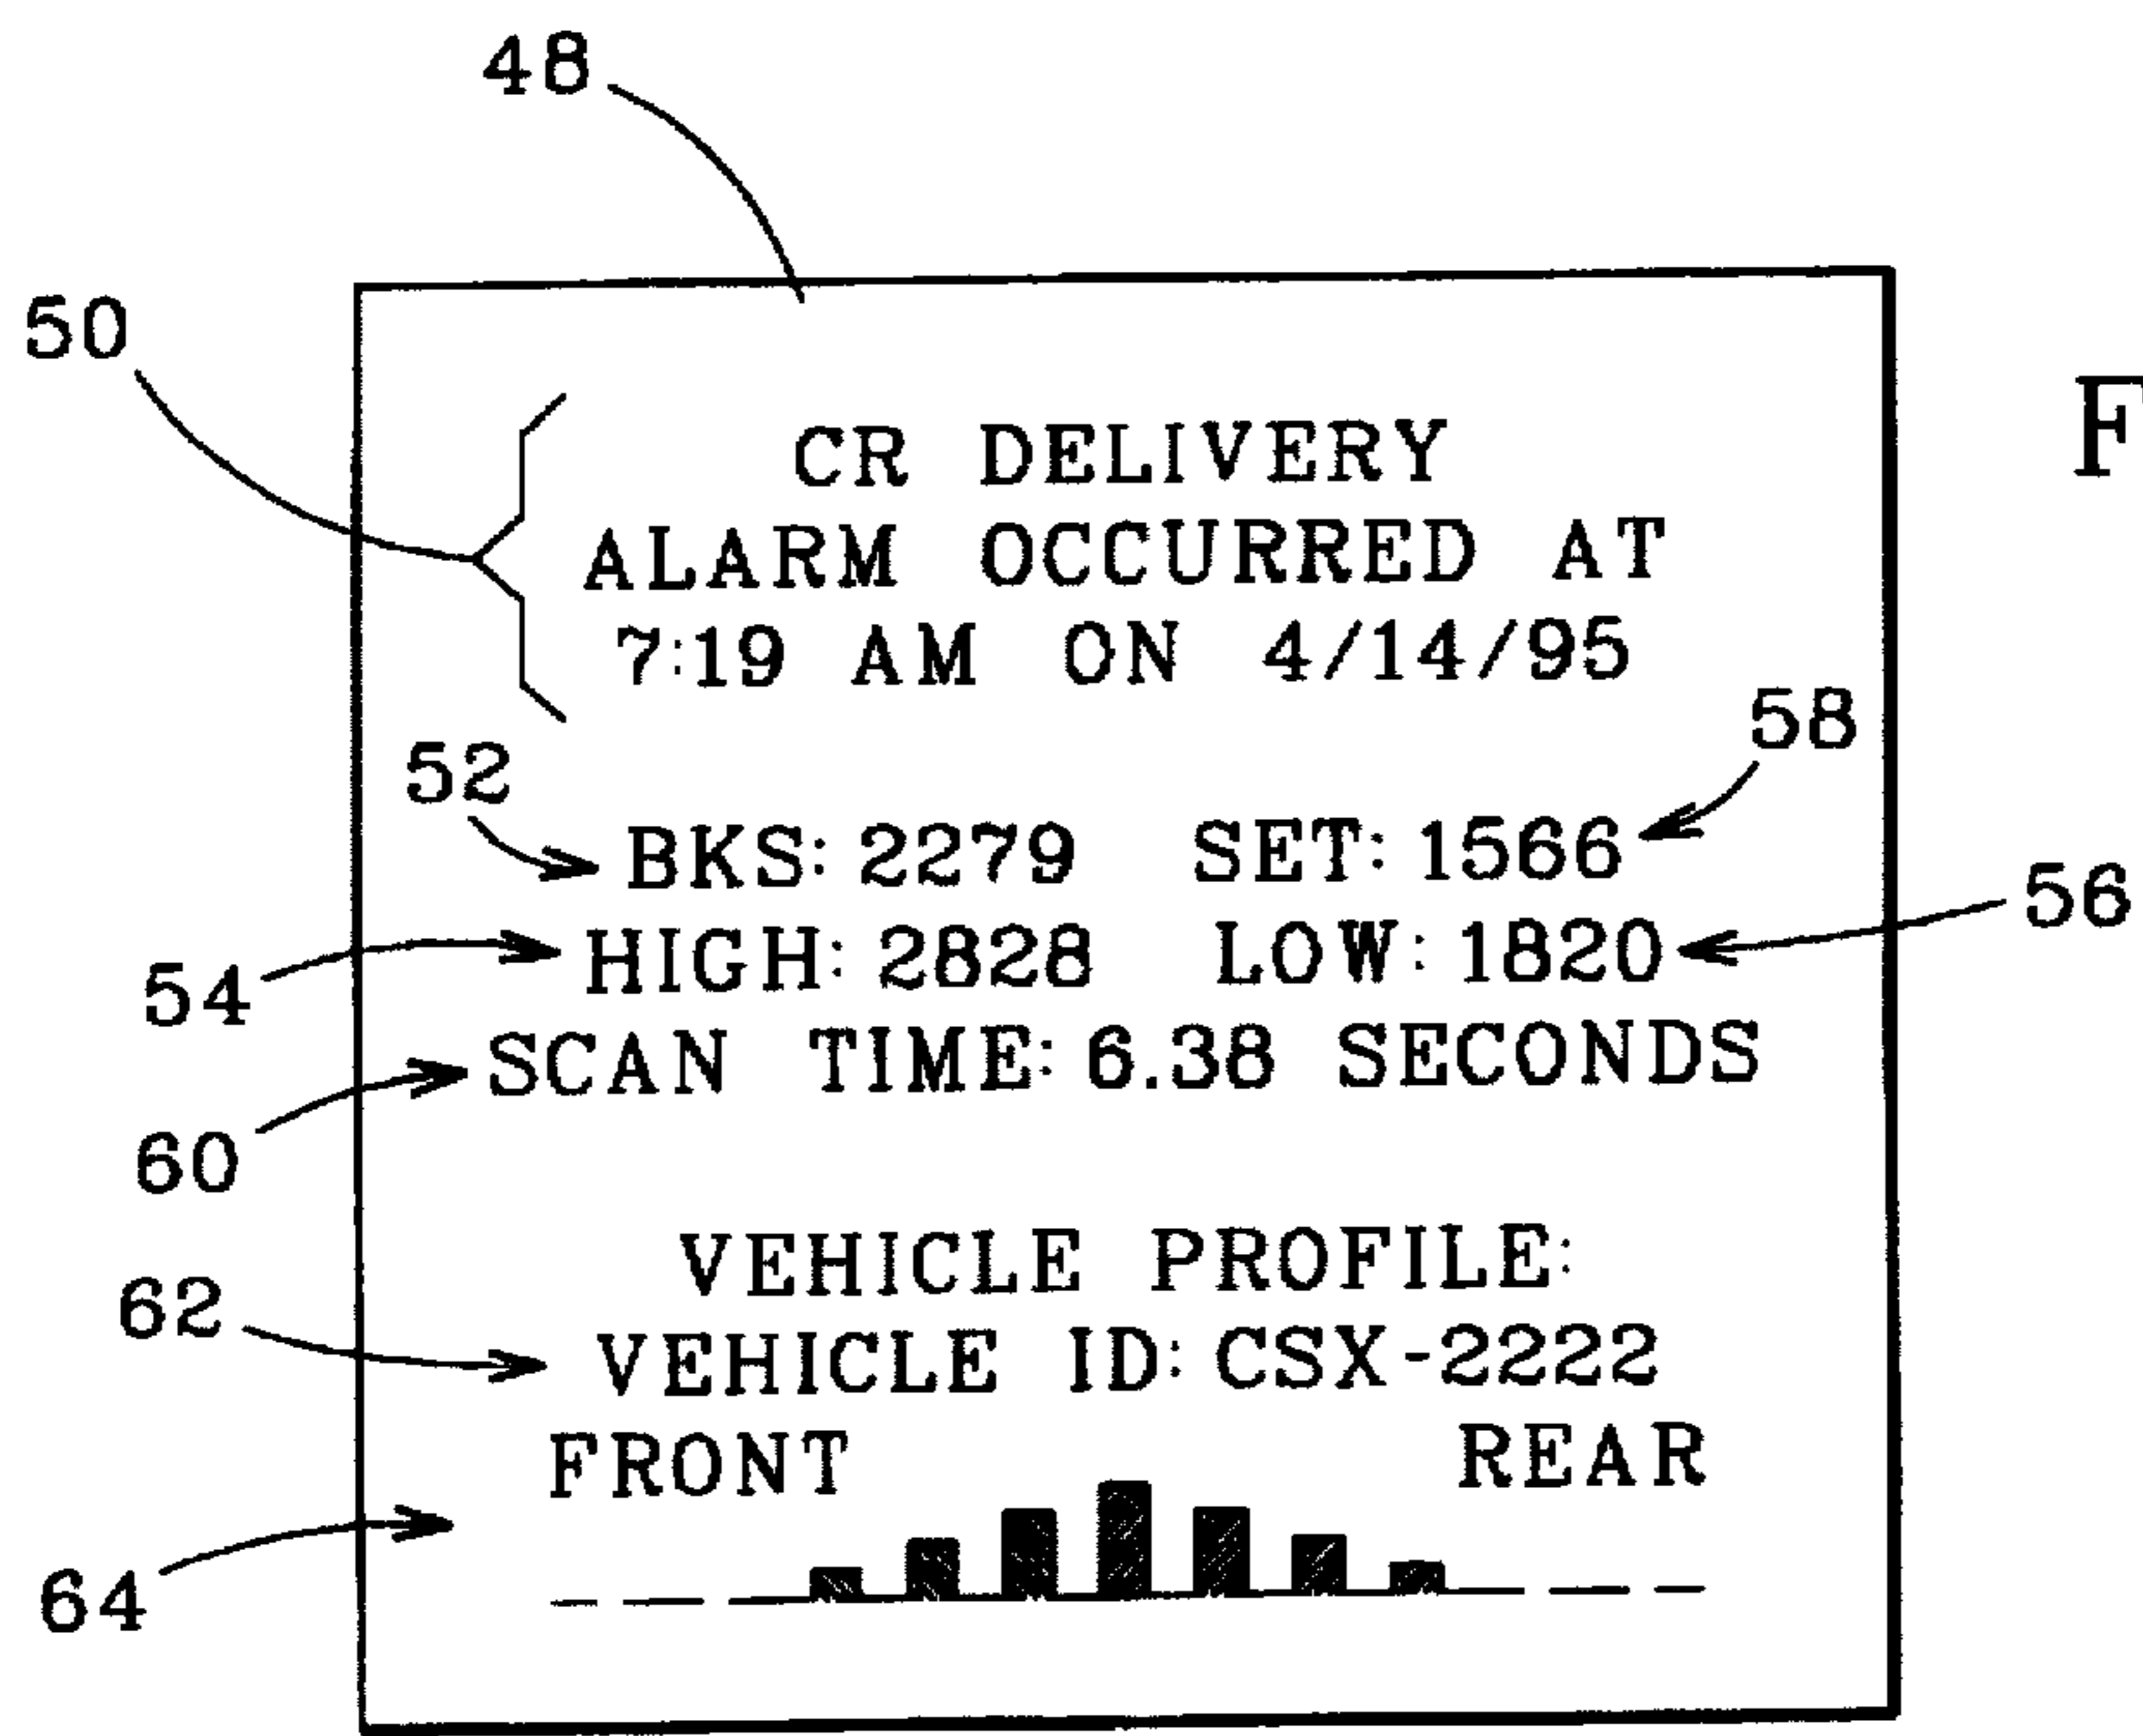 48
50
F
CR DELIVERY
ALARM OCCURRED AT
7:19 AM ON 4/14/95
58
52
BKS: 2279 SET: 1566
56
HIGH: 2828 LOW: 1820
54
SCAN TIME: 6.38 SECONDS
60
VEHICLE PROFILE:
62
VEHICLE ID: CSX-2222
FRONT REAR
64